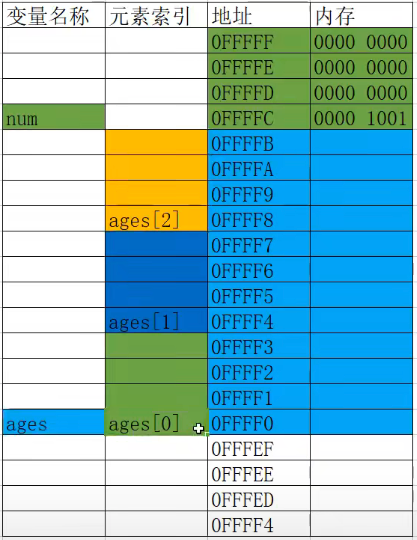 变量名称 元素索引 地址 内存
0FFFFF 0000 0000
0FFFFE 0000 0000
0FFFFD 0000 0000
num 0FFFFC 0000 1001
0FFFFB
0FFFFA
0FFFF9
ages[2] 0FFFF8
0FFFF7
0FFFF6
0FFFF5
ages[1] 0FFFF4
0FFFF3
0FFFF2
0FFFF1
ages ages[0] 0FFFF0
0FFFEF
0FFFEE
0FFFED
0FFFF4